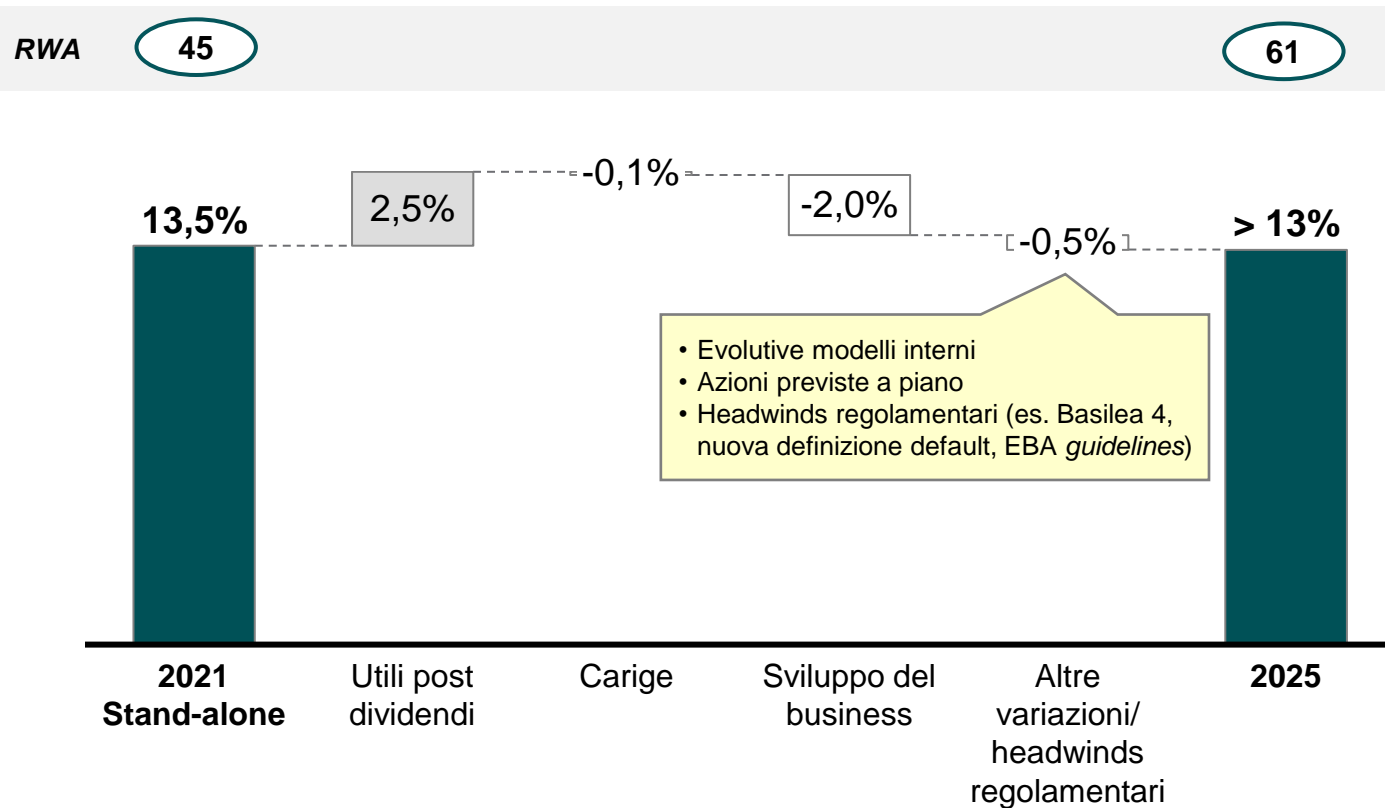 RWA
45
61
13,5%
2,5%
-0,1%
-2,0%
-0,5%
> 13%
• Evolutive modelli interni
• Azioni previste a piano
• Headwinds regolamentari (es. Basilea 4,
nuova definizione default, EBA guidelines)
2021
Stand-alone
Utili post
dividendi
Carige
Sviluppo del
business
Altre
variazioni/
headwinds
regolamentari
2025